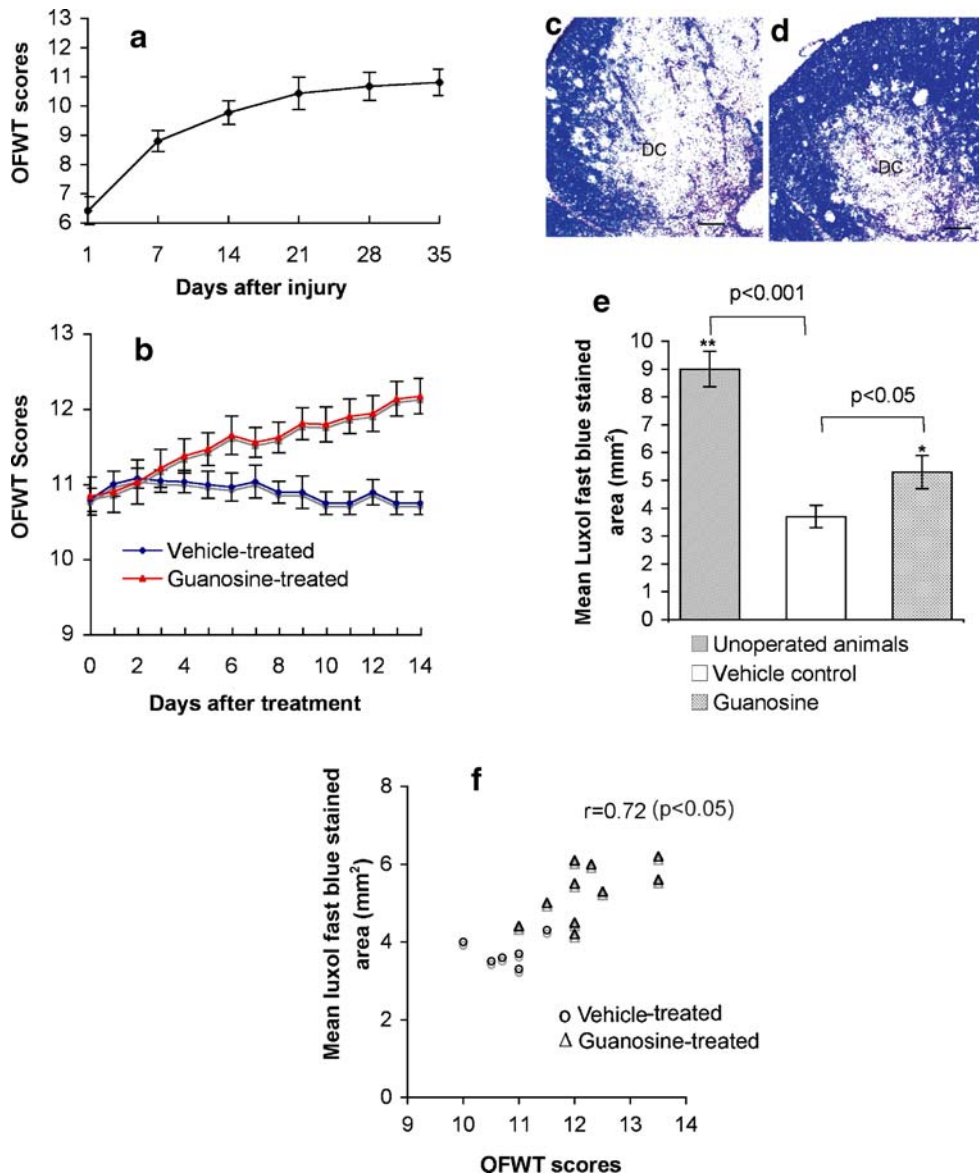 a
OFWT scores
13
12
11
10
9
8
7
6
1 7 14 21 28 35
Days after injury
b
OFWT Scores
13
12
11
10
9
Vehicle-treated
Guanosine-treated
0 2 4 6 8 10 12 14
Days after treatment
c
DC
d
DC
e
p<0.001
p<0.05
**
*
Mean Luxol fast blue stained
area (mm²)
10
9
8
7
6
5
4
3
2
1
0
Unoperated animals
Vehicle control
Guanosine
f
r=0.72 (p<0.05)
Mean luxol fast blue stained
area (mm²)
8
6
4
2
0
Vehicle-treated
Guanosine-treated
9 10 11 12 13 14
OFWT scores